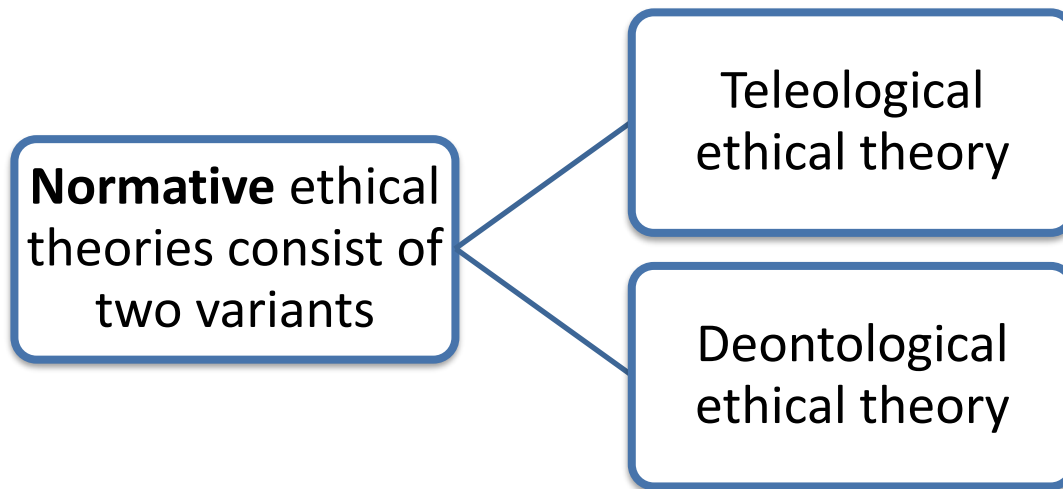 Normative ethical
theories consist of
two variants
Teleological
ethical theory
Deontological
ethical theory